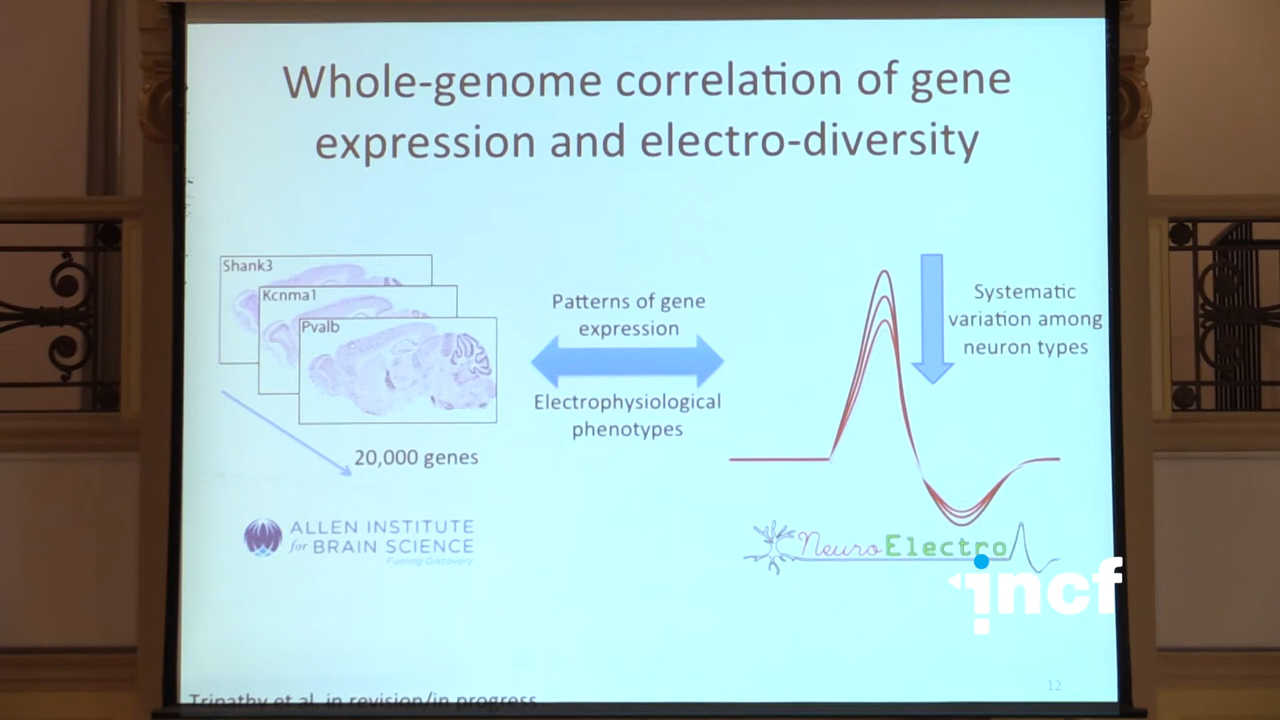 Whole-genome correlation of gene
expression and electro-diversity
Shank3
Kcnma1
Pvalb
20,000 genes
ALLEN INSTITUTE
for BRAIN SCIENCE
Fueling Discovery
Patterns of gene
expression
Electrophysiological
phenotypes
Systematic
variation among
neuron types
NeuroElectro
incf
Tripathy et al, in revision/in progress
12